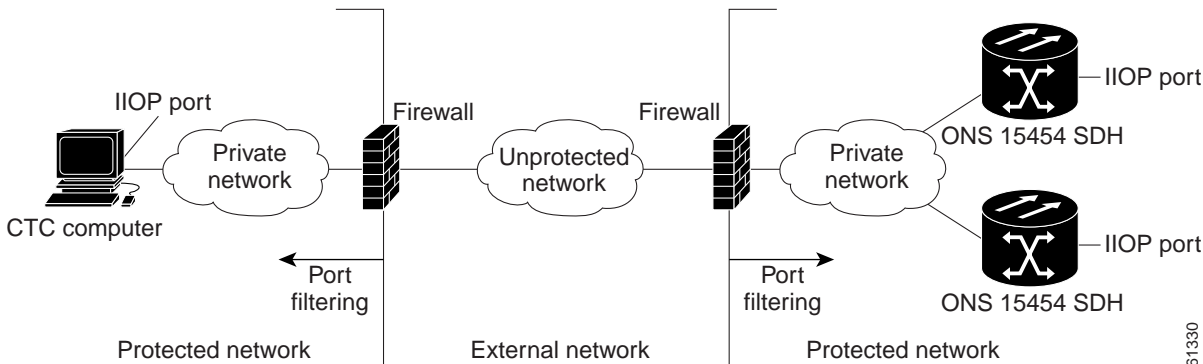 IIOP port
Firewall
Firewall
IIOP port
ONS 15454 SDH
Private
network
Unprotected
network
Private
network
CTC computer
IIOP port
ONS 15454 SDH
Port
filtering
Port
filtering
Protected network
External network
Protected network
61330